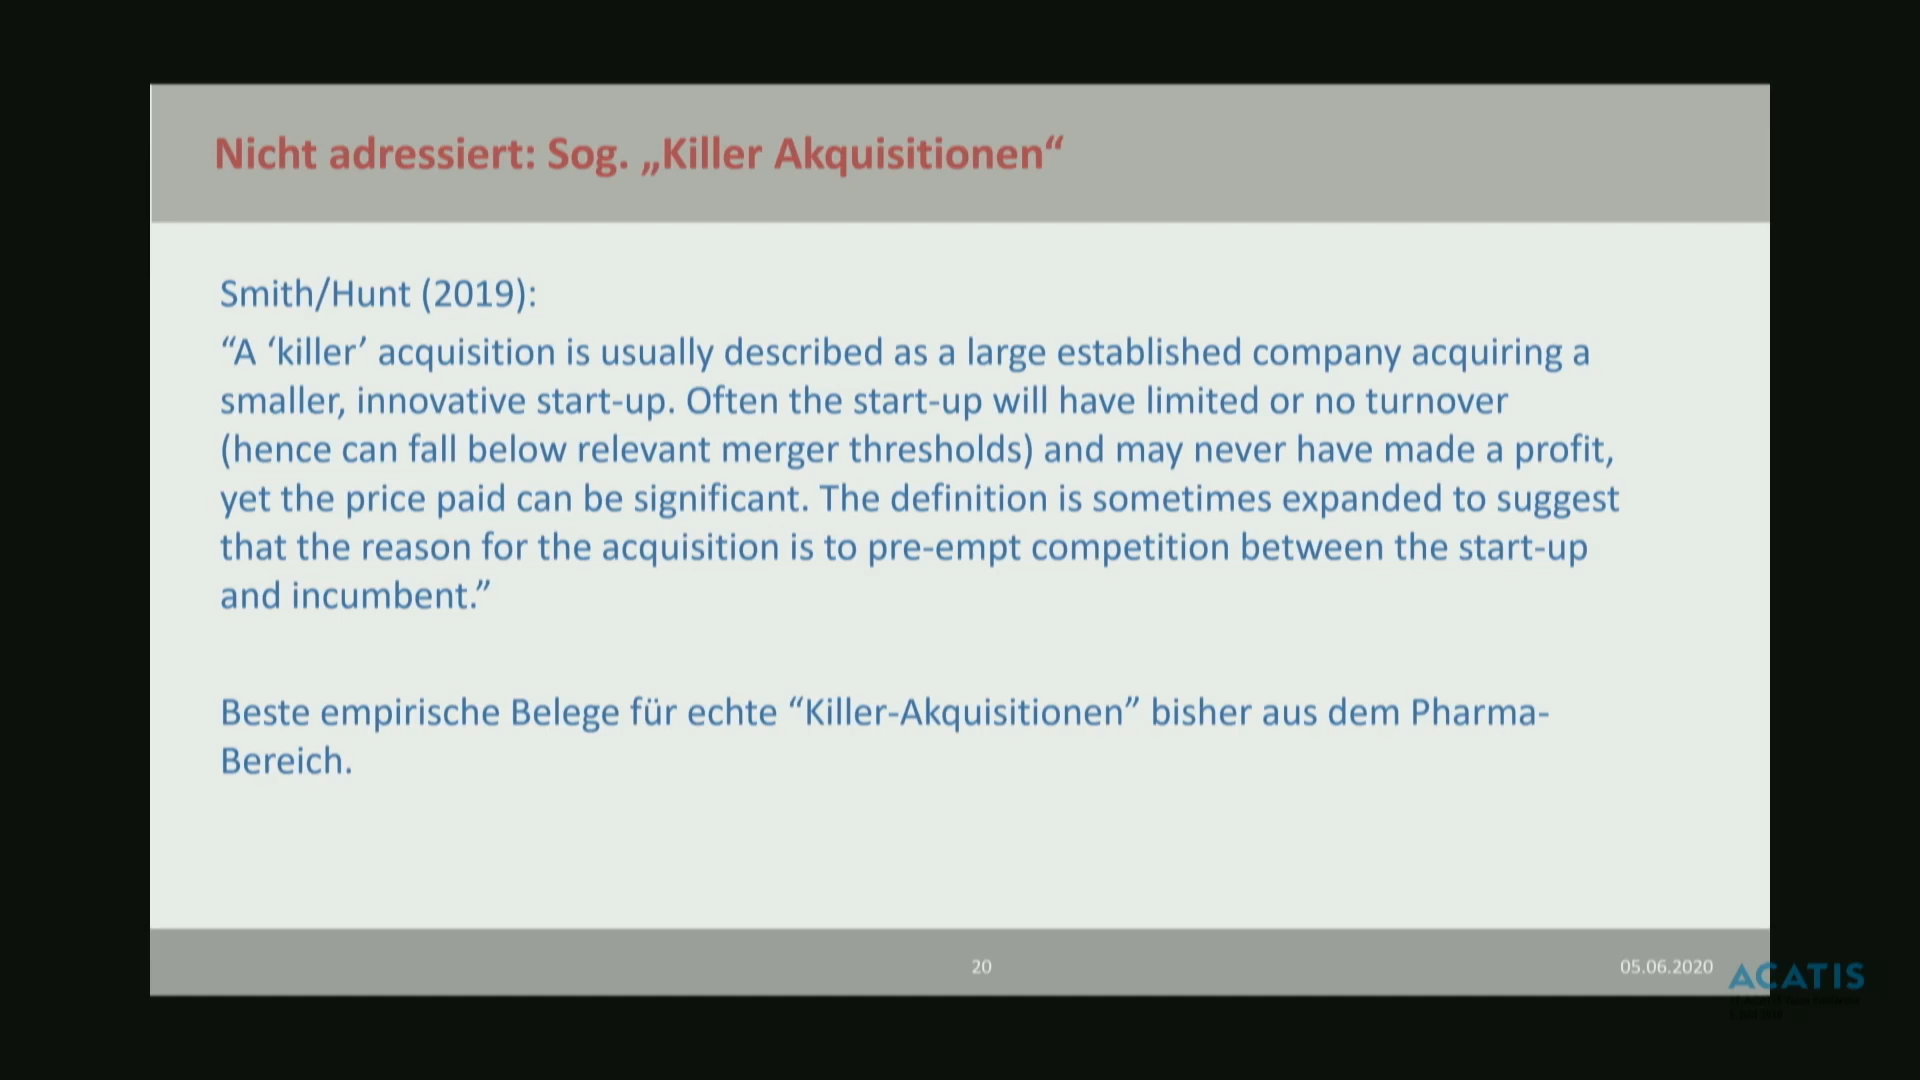 Nicht adressiert: Sog. „Killer Akquisitionen“
Smith/Hunt (2019):
“A ‘killer’ acquisition is usually described as a large established company acquiring a
smaller, innovative start-up. Often the start-up will have limited or no turnover
(hence can fall below relevant merger thresholds) and may never have made a profit,
yet the price paid can be significant. The definition is sometimes expanded to suggest
that the reason for the acquisition is to pre-empt competition between the start-up
and incumbent.”
Beste empirische Belege für echte “Killer-Akquisitionen” bisher aus dem Pharma-
Bereich.
20
05.06.2020
ACATIS